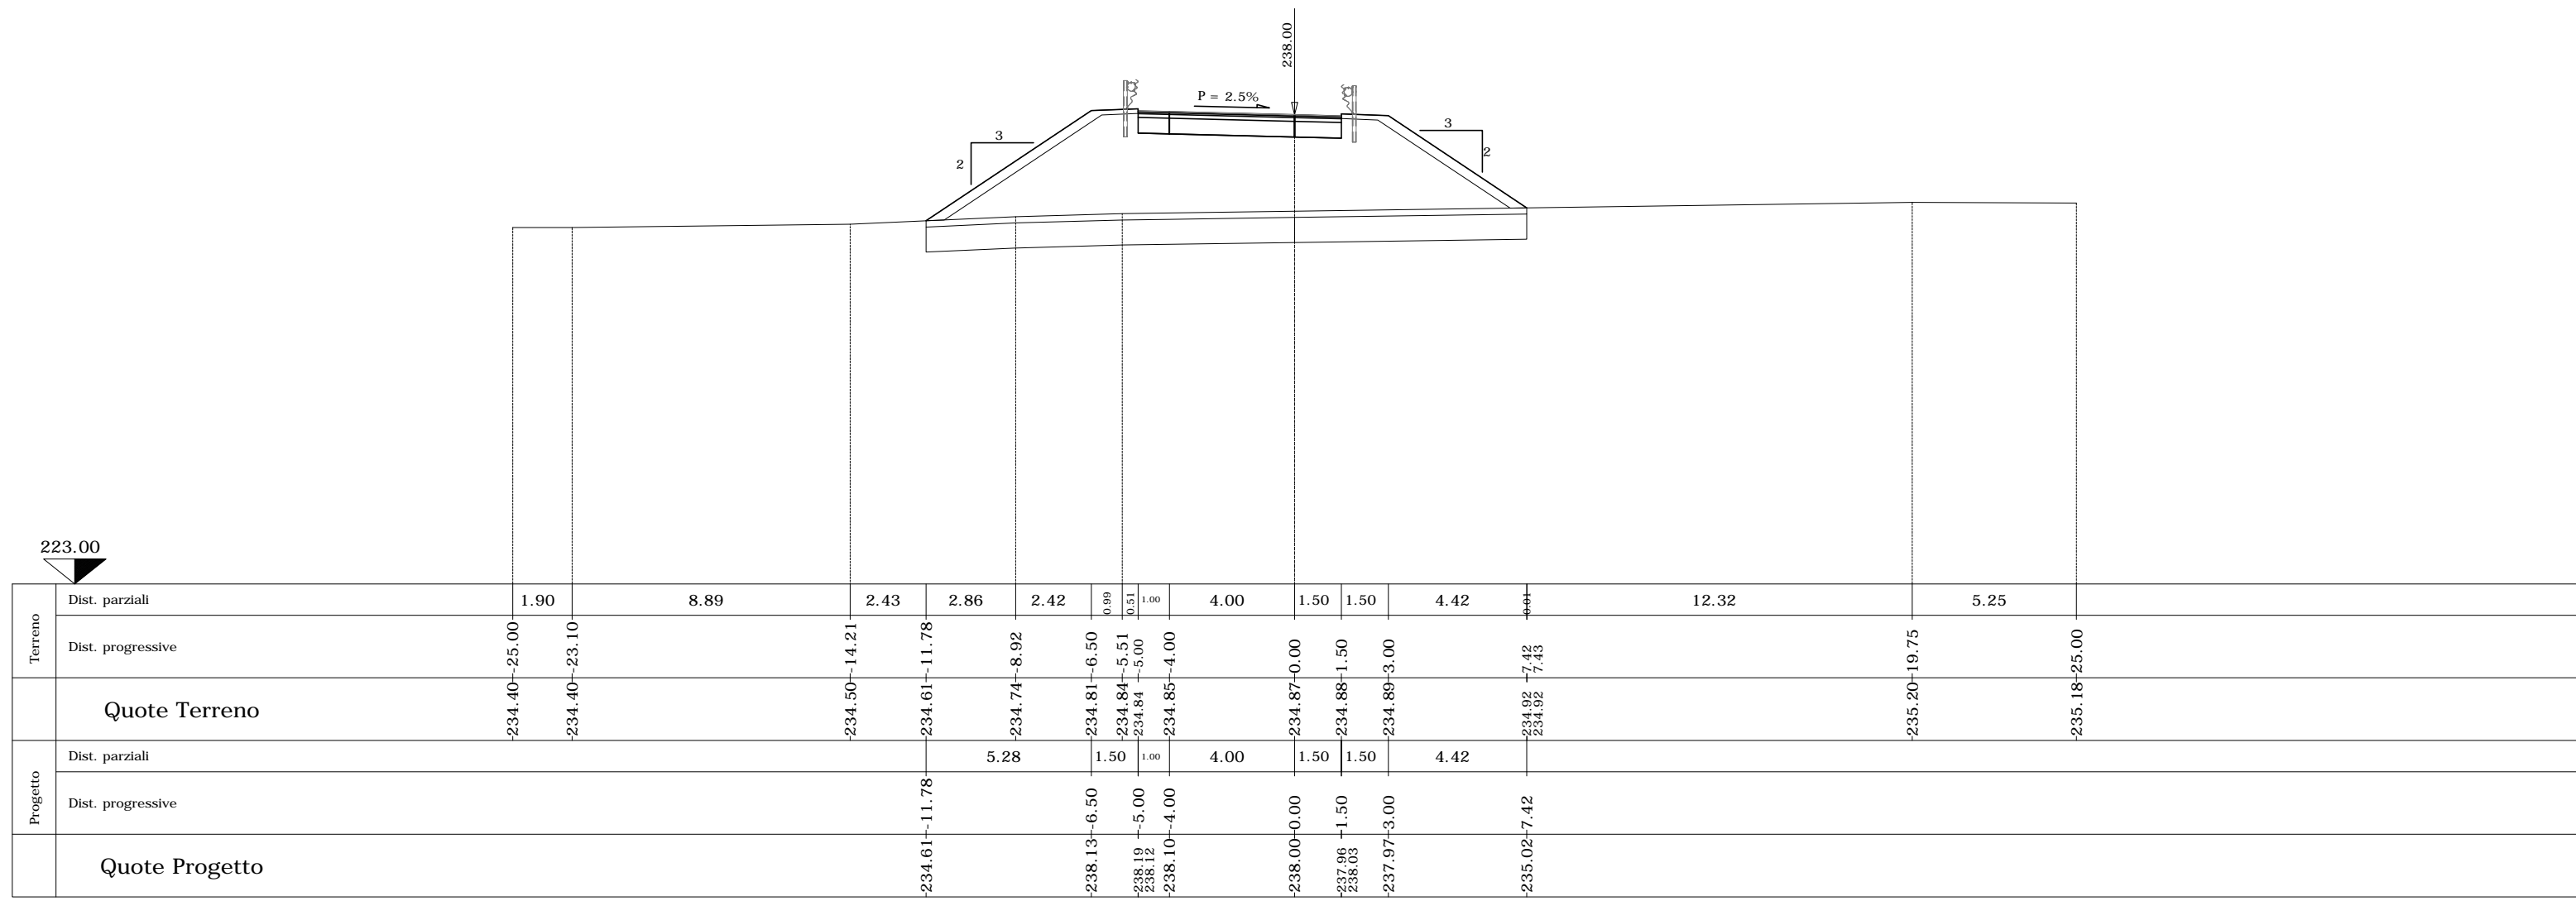 238.00
P = 2.5%
3
2
3
2
223.00
Terreno
Dist. parziali
1.90 8.89 2.43 2.86 2.42 0.99 0.51 1.00 4.00 1.50 1.50 4.42 0.01 12.32 5.25
Dist. progressive
-25.00 -23.10 -14.21 -11.78 -8.92 -6.50 -5.51 -5.00 -4.00 0.00 1.50 3.00 7.42 7.43 19.75 25.00
Quote Terreno
234.40 234.40 234.50 234.61 234.74 234.81 234.84 234.84 234.85 234.87 234.88 234.89 234.92 234.92 235.20 235.18
Progetto
Dist. parziali
5.28 1.50 1.00 4.00 1.50 1.50 4.42
Dist. progressive
-11.78 -6.50 -5.00 -4.00 0.00 1.50 3.00 7.42
Quote Progetto
234.61 238.13 238.19 238.12 238.10 238.00 237.96 238.03 237.97 235.02